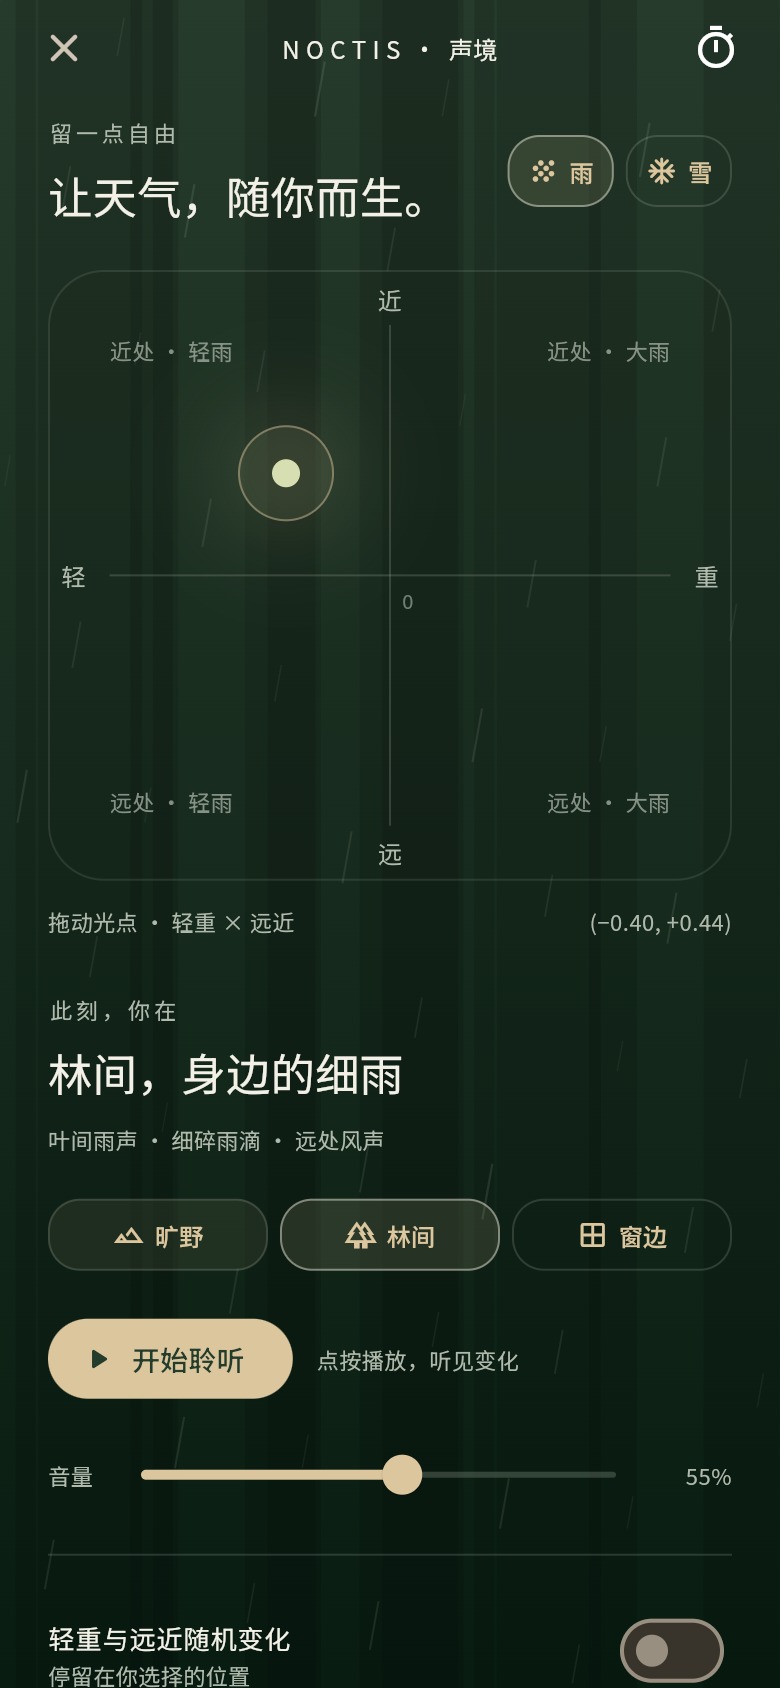 NOCTIS · 声境
留一点自由
让天气，随你而生。
雨
雪
近
近处 · 轻雨
近处 · 大雨
轻
重
0
远处 · 轻雨
远处 · 大雨
远
拖动光点 · 轻重 × 远近
(−0.40, +0.44)
此刻，你在
林间，身边的细雨
叶间雨声 · 细碎雨滴 · 远处风声
旷野
林间
窗边
开始聆听
点按播放，听见变化
音量
55%
轻重与远近随机变化
停留在你选择的位置